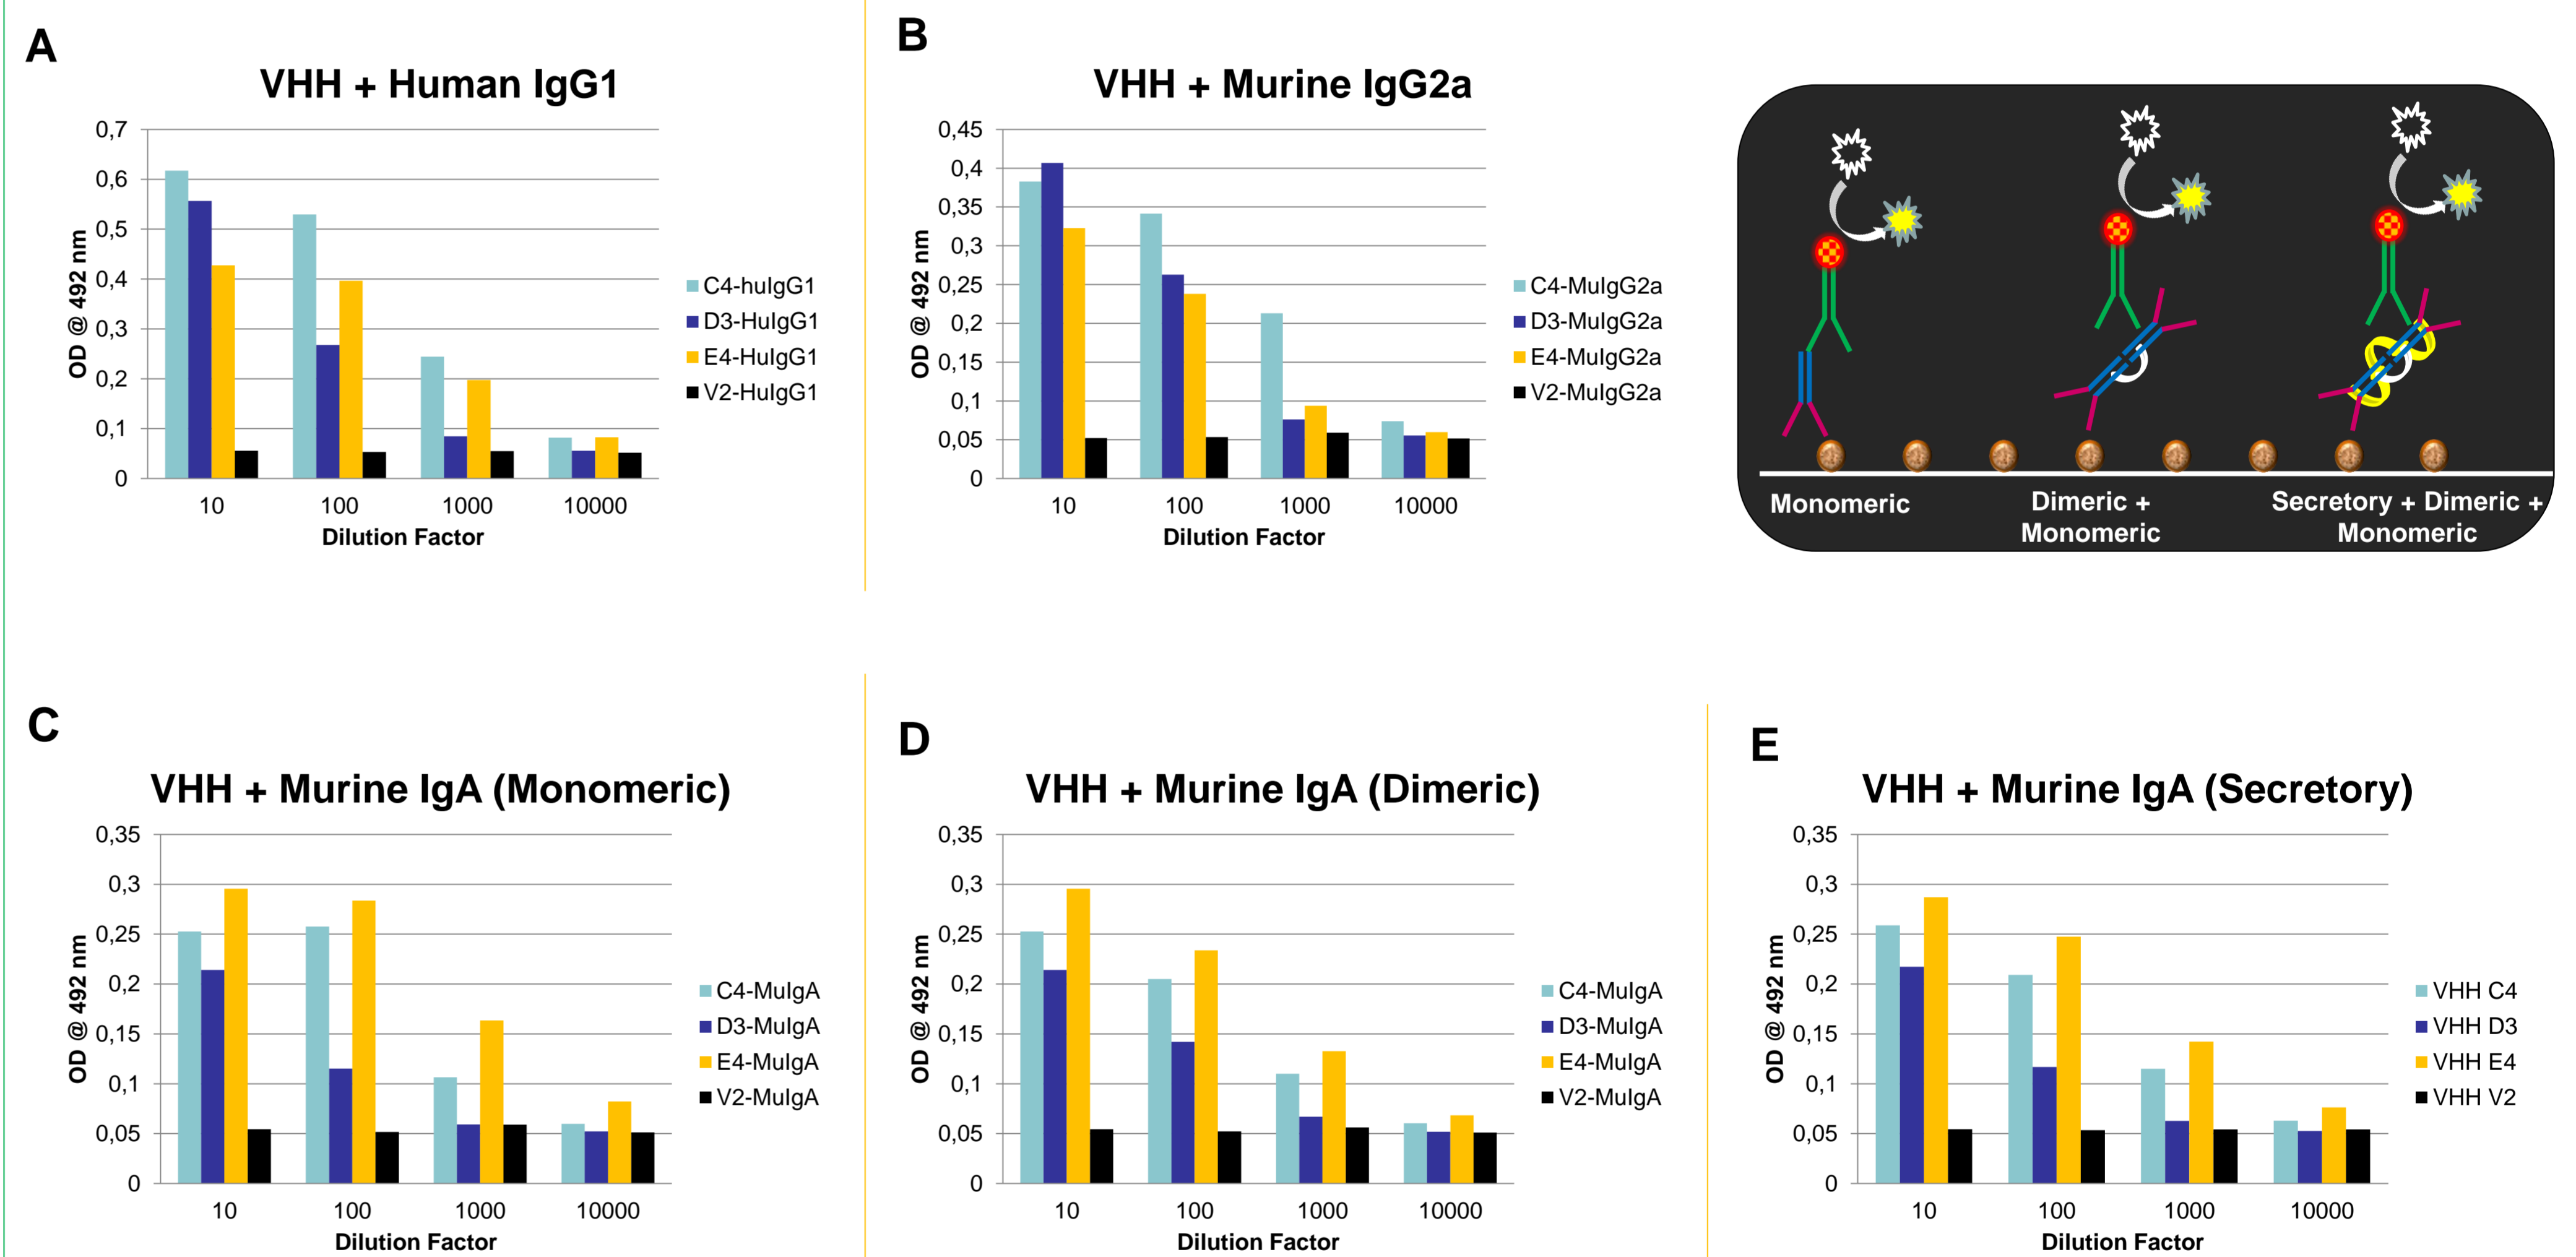 A
VHH + Human IgG1
0,7
0,6
0,5
0,4
0,3
0,2
0,1
0
OD @ 492 nm
10 100 1000 10000
Dilution Factor
C4-huIgG1
D3-HuIgG1
E4-HuIgG1
V2-HuIgG1
B
VHH + Murine IgG2a
0,45
0,4
0,35
0,3
0,25
0,2
0,15
0,1
0,05
0
OD @ 492 nm
10 100 1000 10000
Dilution Factor
C4-MuIgG2a
D3-MuIgG2a
E4-MuIgG2a
V2-MuIgG2a
Monomeric
Dimeric +
Monomeric
Secretory + Dimeric +
Monomeric
C
VHH + Murine IgA (Monomeric)
0,35
0,3
0,25
0,2
0,15
0,1
0,05
0
OD @ 492 nm
10 100 1000 10000
Dilution Factor
C4-MuIgA
D3-MuIgA
E4-MuIgA
V2-MuIgA
D
VHH + Murine IgA (Dimeric)
0,35
0,3
0,25
0,2
0,15
0,1
0,05
0
OD @ 492 nm
10 100 1000 10000
Dilution Factor
C4-MuIgA
D3-MuIgA
E4-MuIgA
V2-MuIgA
E
VHH + Murine IgA (Secretory)
0,35
0,3
0,25
0,2
0,15
0,1
0,05
0
OD @ 492 nm
10 100 1000 10000
Dilution Factor
VHH C4
VHH D3
VHH E4
VHH V2